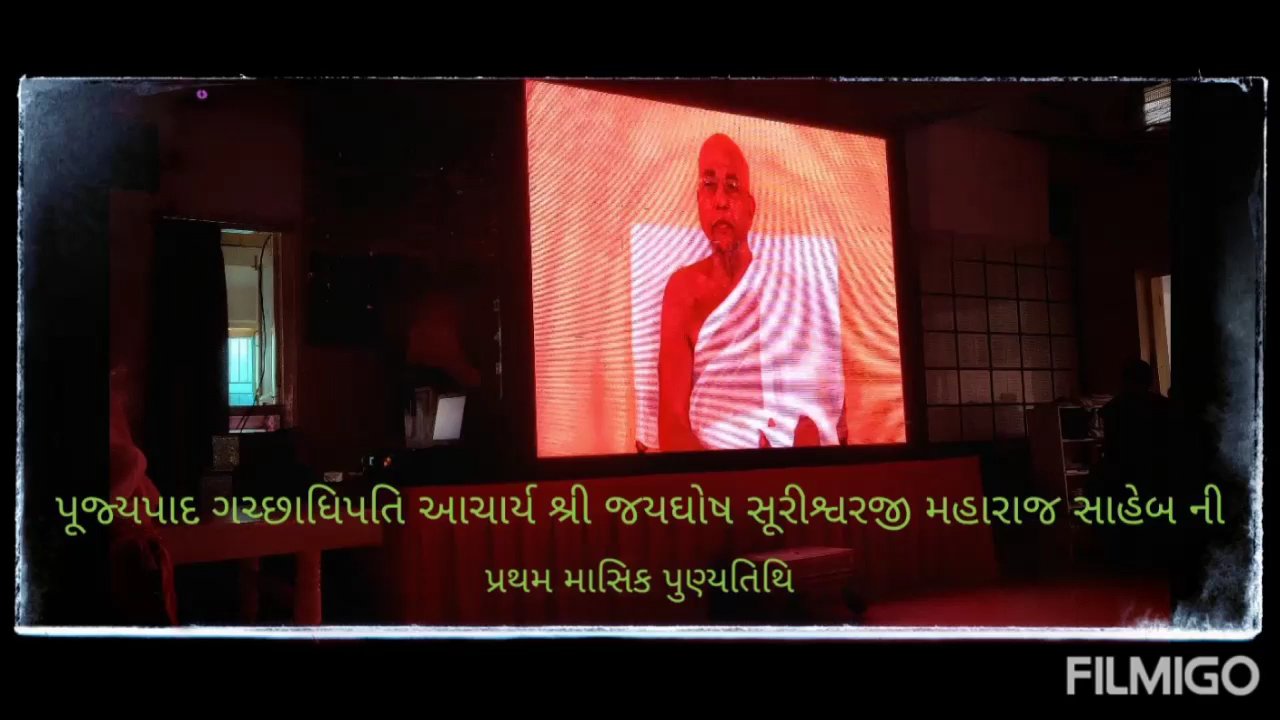 પૂજ્યપાદ ગચ્છાધિપતિ આચાર્ય શ્રી જયઘોષ સૂરીશ્વરજી મહારાજ સાહેબ ની
પ્રથમ માસિક પુણ્યતિથિ
FILMIGO